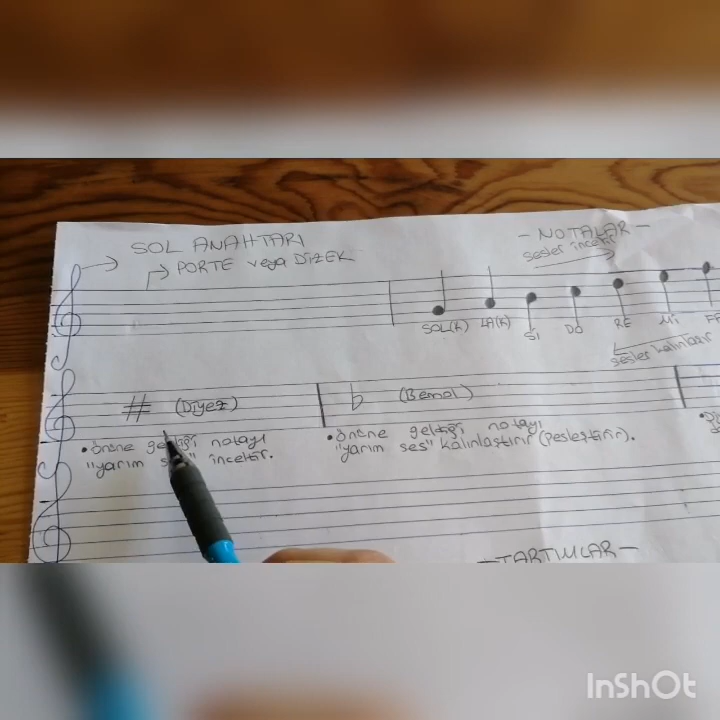 SOL ANAHTARI
PORTE veya DİZEK
- NOTALAR -
sesler incelir
SOL(K) LA(K) Sİ DO RE Mİ FA
sesler kalınlaşır
# (Diyez)
• önüne geldiği notayı
"yarım ses" inceltir.
b (Bemol)
• önüne geldiği notayı
"yarım ses" kalınlaştırır (pesleştirir).
- TARTIMLAR -
InShOt